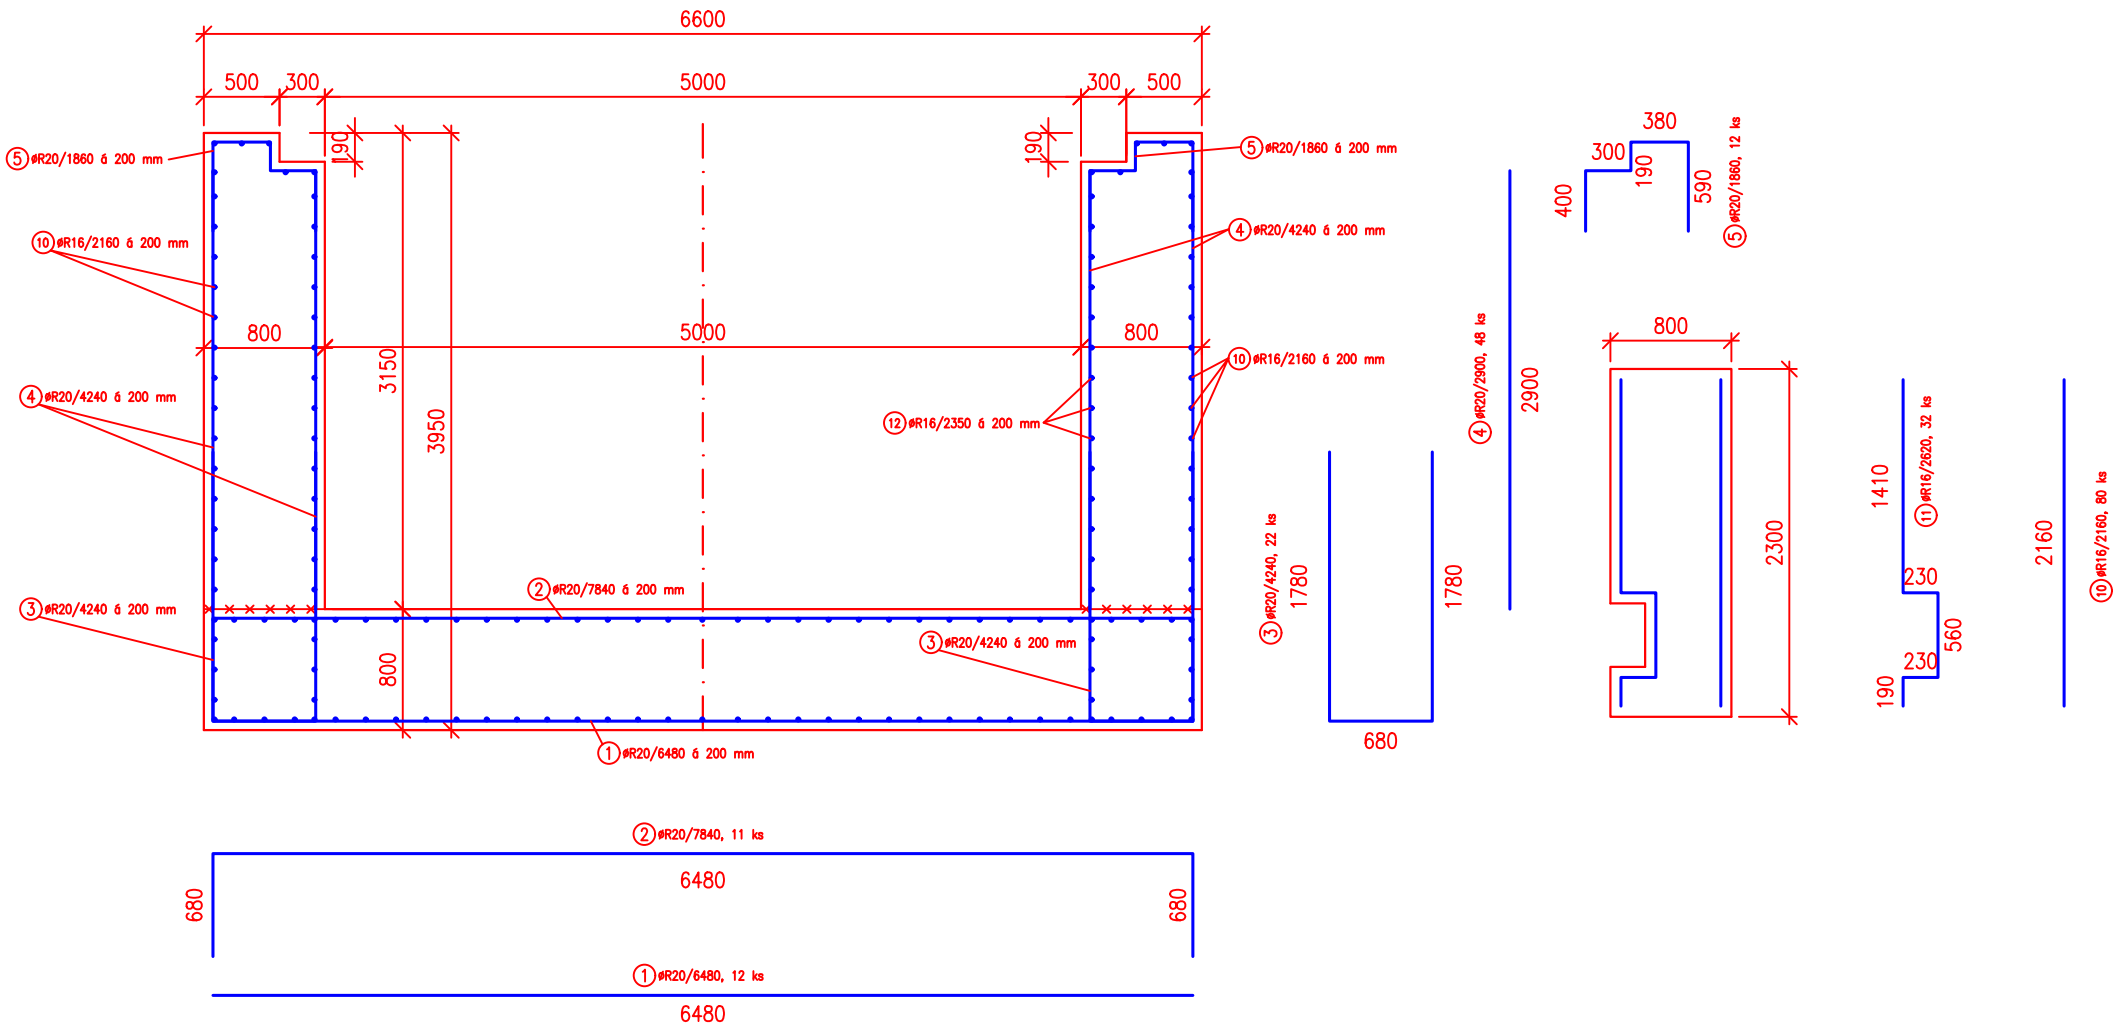 6600
500 300 5000 300 500
190
190
⑤ øR20/1860 á 200 mm
⑤ øR20/1860 á 200 mm
⑩ øR16/2160 á 200 mm
④ øR20/4240 á 200 mm
800 5000 800
3150
3950
⑩ øR16/2160 á 200 mm
④ øR20/4240 á 200 mm
⑫ øR16/2350 á 200 mm
② øR20/7840 á 200 mm
③ øR20/4240 á 200 mm
③ øR20/4240 á 200 mm
800
① øR20/6480 á 200 mm
③ øR20/4240, 22 ks
1780
1780
680
④ øR20/2900, 48 ks
2900
380
300
190
400
590
⑤ øR20/1860, 12 ks
800
2300
1410
⑪ øR16/2620, 32 ks
230
560
230
190
2160
⑩ øR16/2160, 80 ks
② øR20/7840, 11 ks
6480
680
680
① øR20/6480, 12 ks
6480